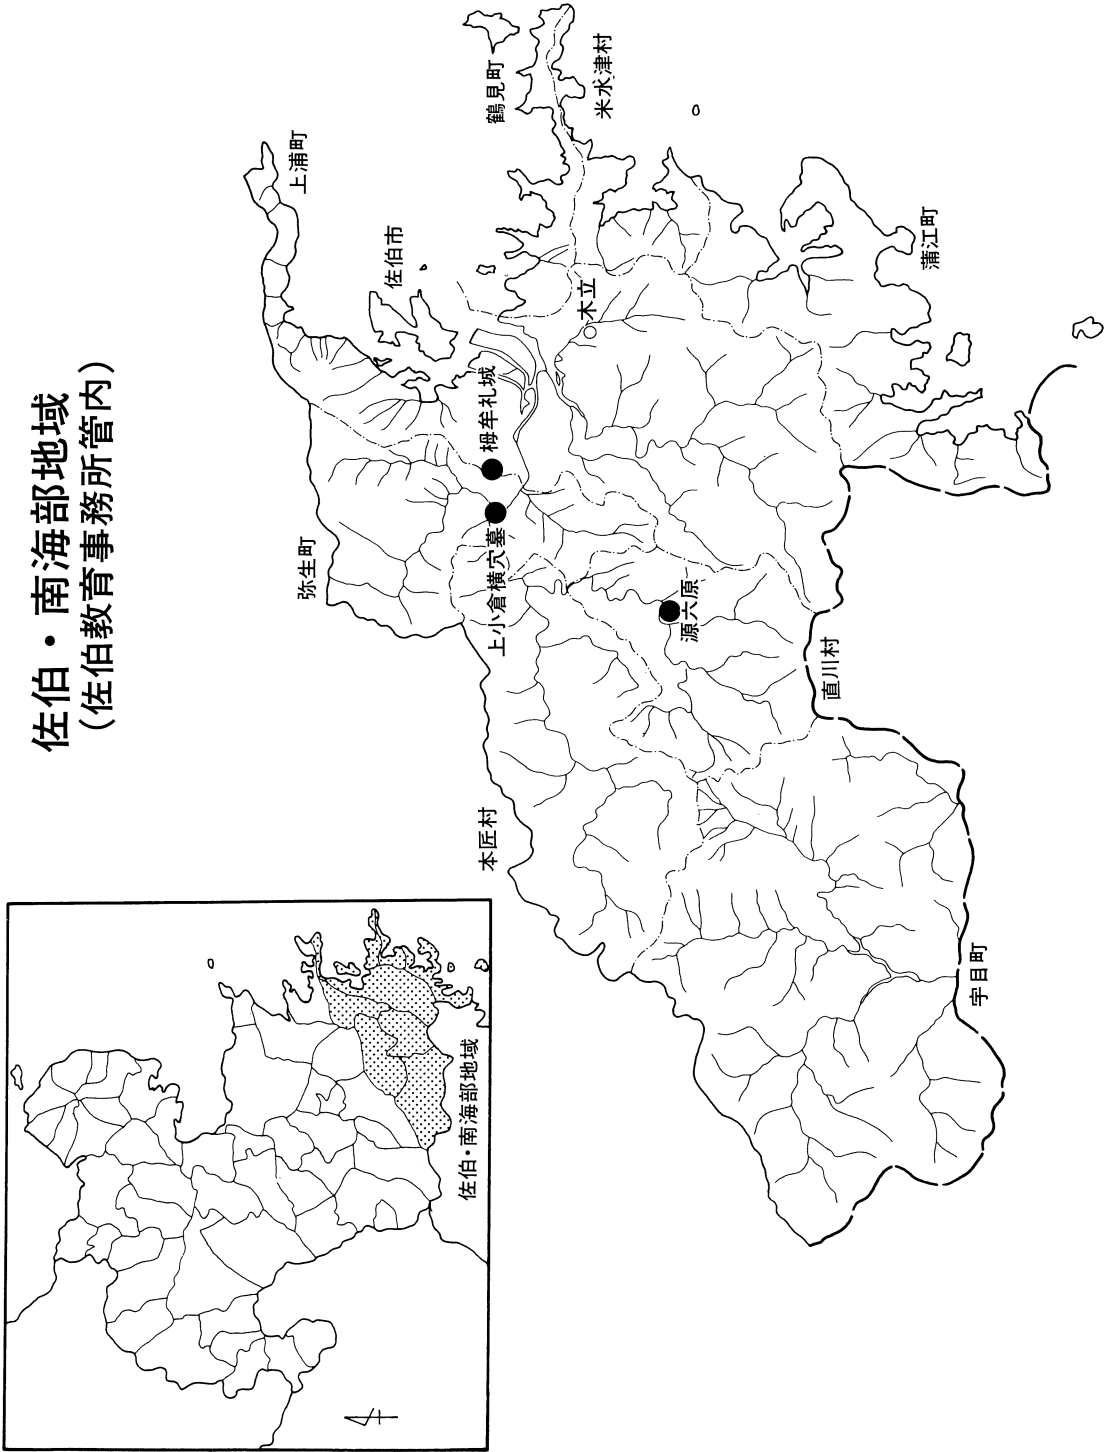 佐伯・南海部地域
（佐伯教育事務所管内）
上浦町
鶴見町
米水津村
佐伯市
蒲江町
木立
栂牟礼城
弥生町
上小倉横穴墓
源六原
直川村
本匠村
宇目町
佐伯・南海部地域